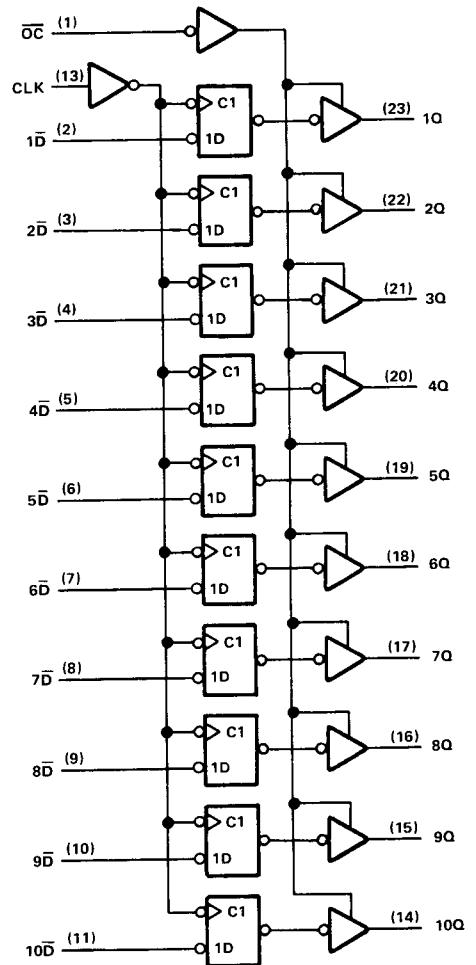 O̅C̅ (1)
CLK (13)
C1
1D̅ (2)
1D
(23) 1Q
C1
2D̅ (3)
1D
(22) 2Q
C1
3D̅ (4)
1D
(21) 3Q
C1
4D̅ (5)
1D
(20) 4Q
C1
5D̅ (6)
1D
(19) 5Q
C1
6D̅ (7)
1D
(18) 6Q
C1
7D̅ (8)
1D
(17) 7Q
C1
8D̅ (9)
1D
(16) 8Q
C1
9D̅ (10)
1D
(15) 9Q
C1
10D̅ (11)
1D
(14) 10Q